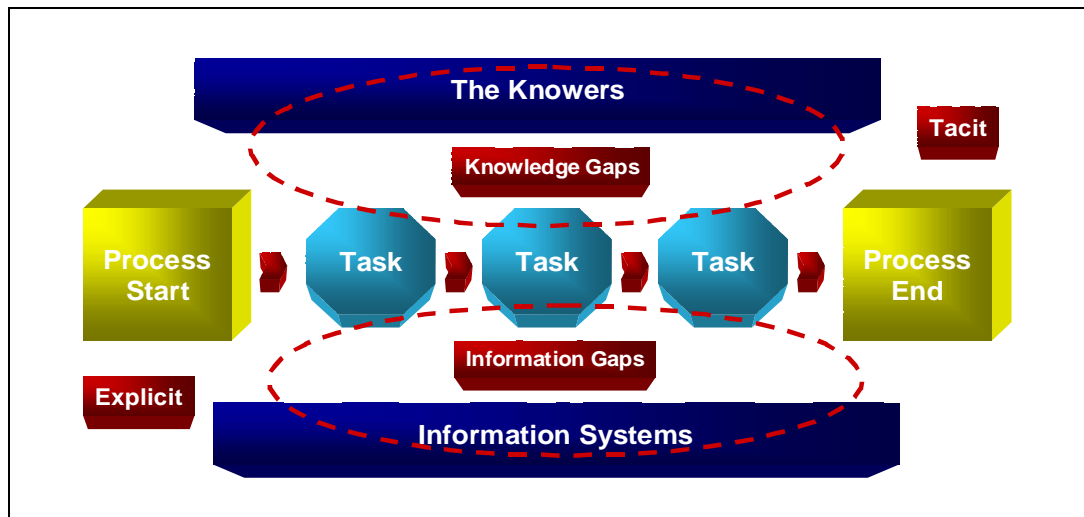 The Knowers
Tacit
Knowledge Gaps
Process
Start
Task
Task
Task
Process
End
Information Gaps
Explicit
Information Systems